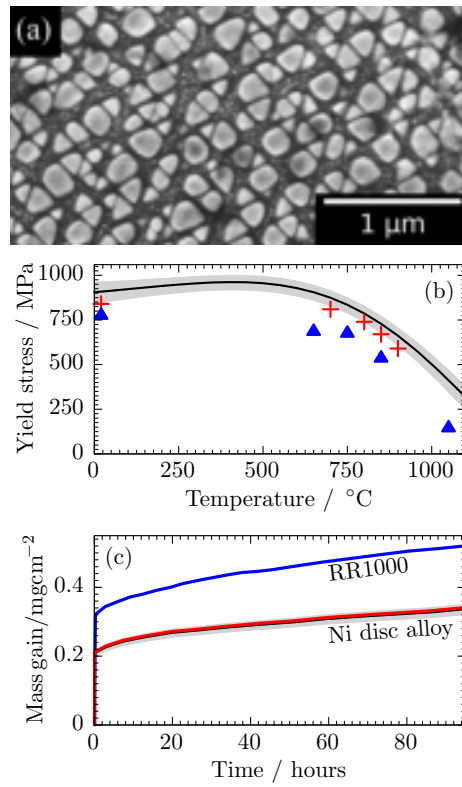 (a)
1 μm
1000
750
500
250
0
(b)
Yield stress / MPa
0 250 500 750 1000
Temperature / °C
(c)
0.4
0.2
0
RR1000
Ni disc alloy
Mass gain/mgcm⁻²
0 20 40 60 80
Time / hours